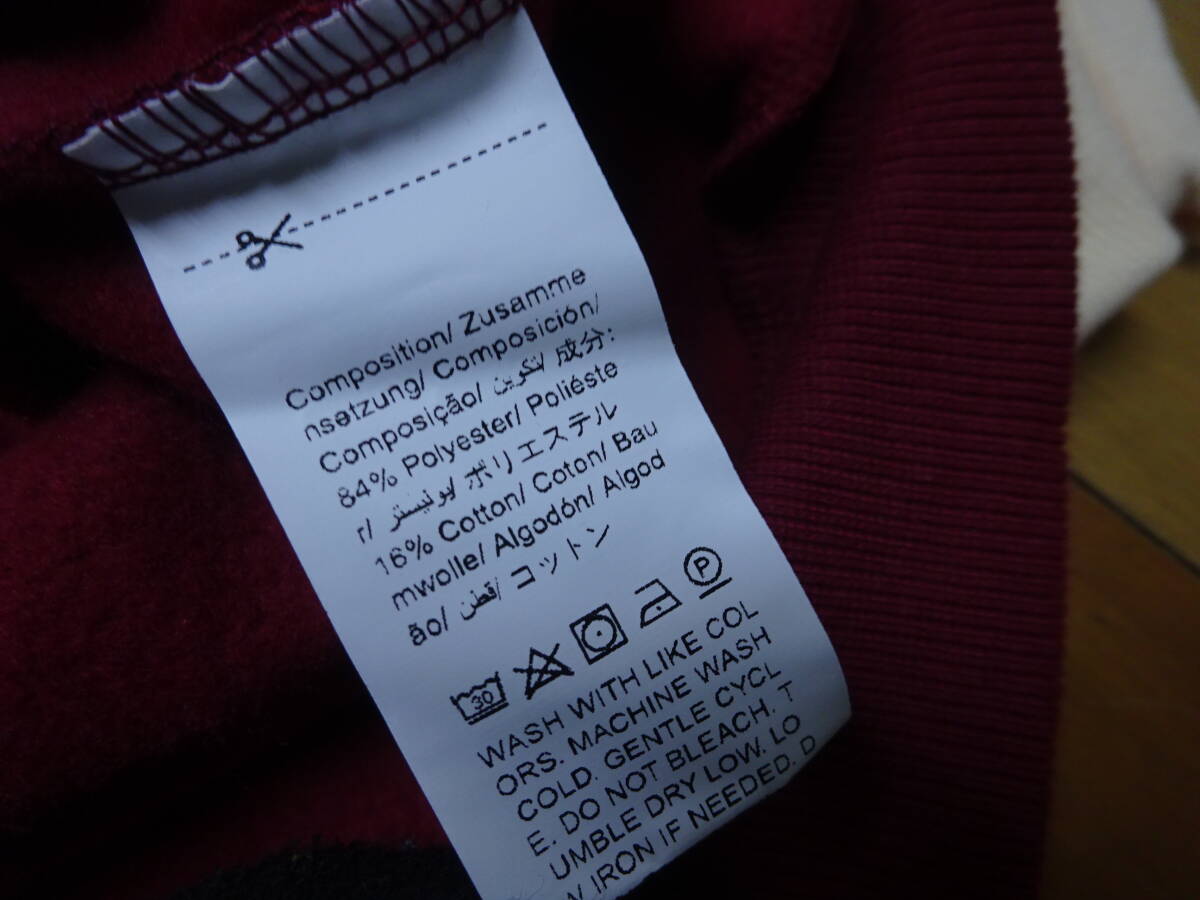 Composition/ Zusamme
nsetzung/ Composición/
Composição/ تكوين/ 成分:
84% Polyester/ Poliéste
r/ بوليستر/ ポリエステル
16% Cotton/ Coton/ Bau
mwolle/ Algodón/ Algod
ão/ قطن/ コットン
30 P
WASH WITH LIKE COL
ORS. MACHINE WASH
COLD. GENTLE CYCL
E. DO NOT BLEACH. T
UMBLE DRY LOW. LO
W IRON IF NEEDED. D